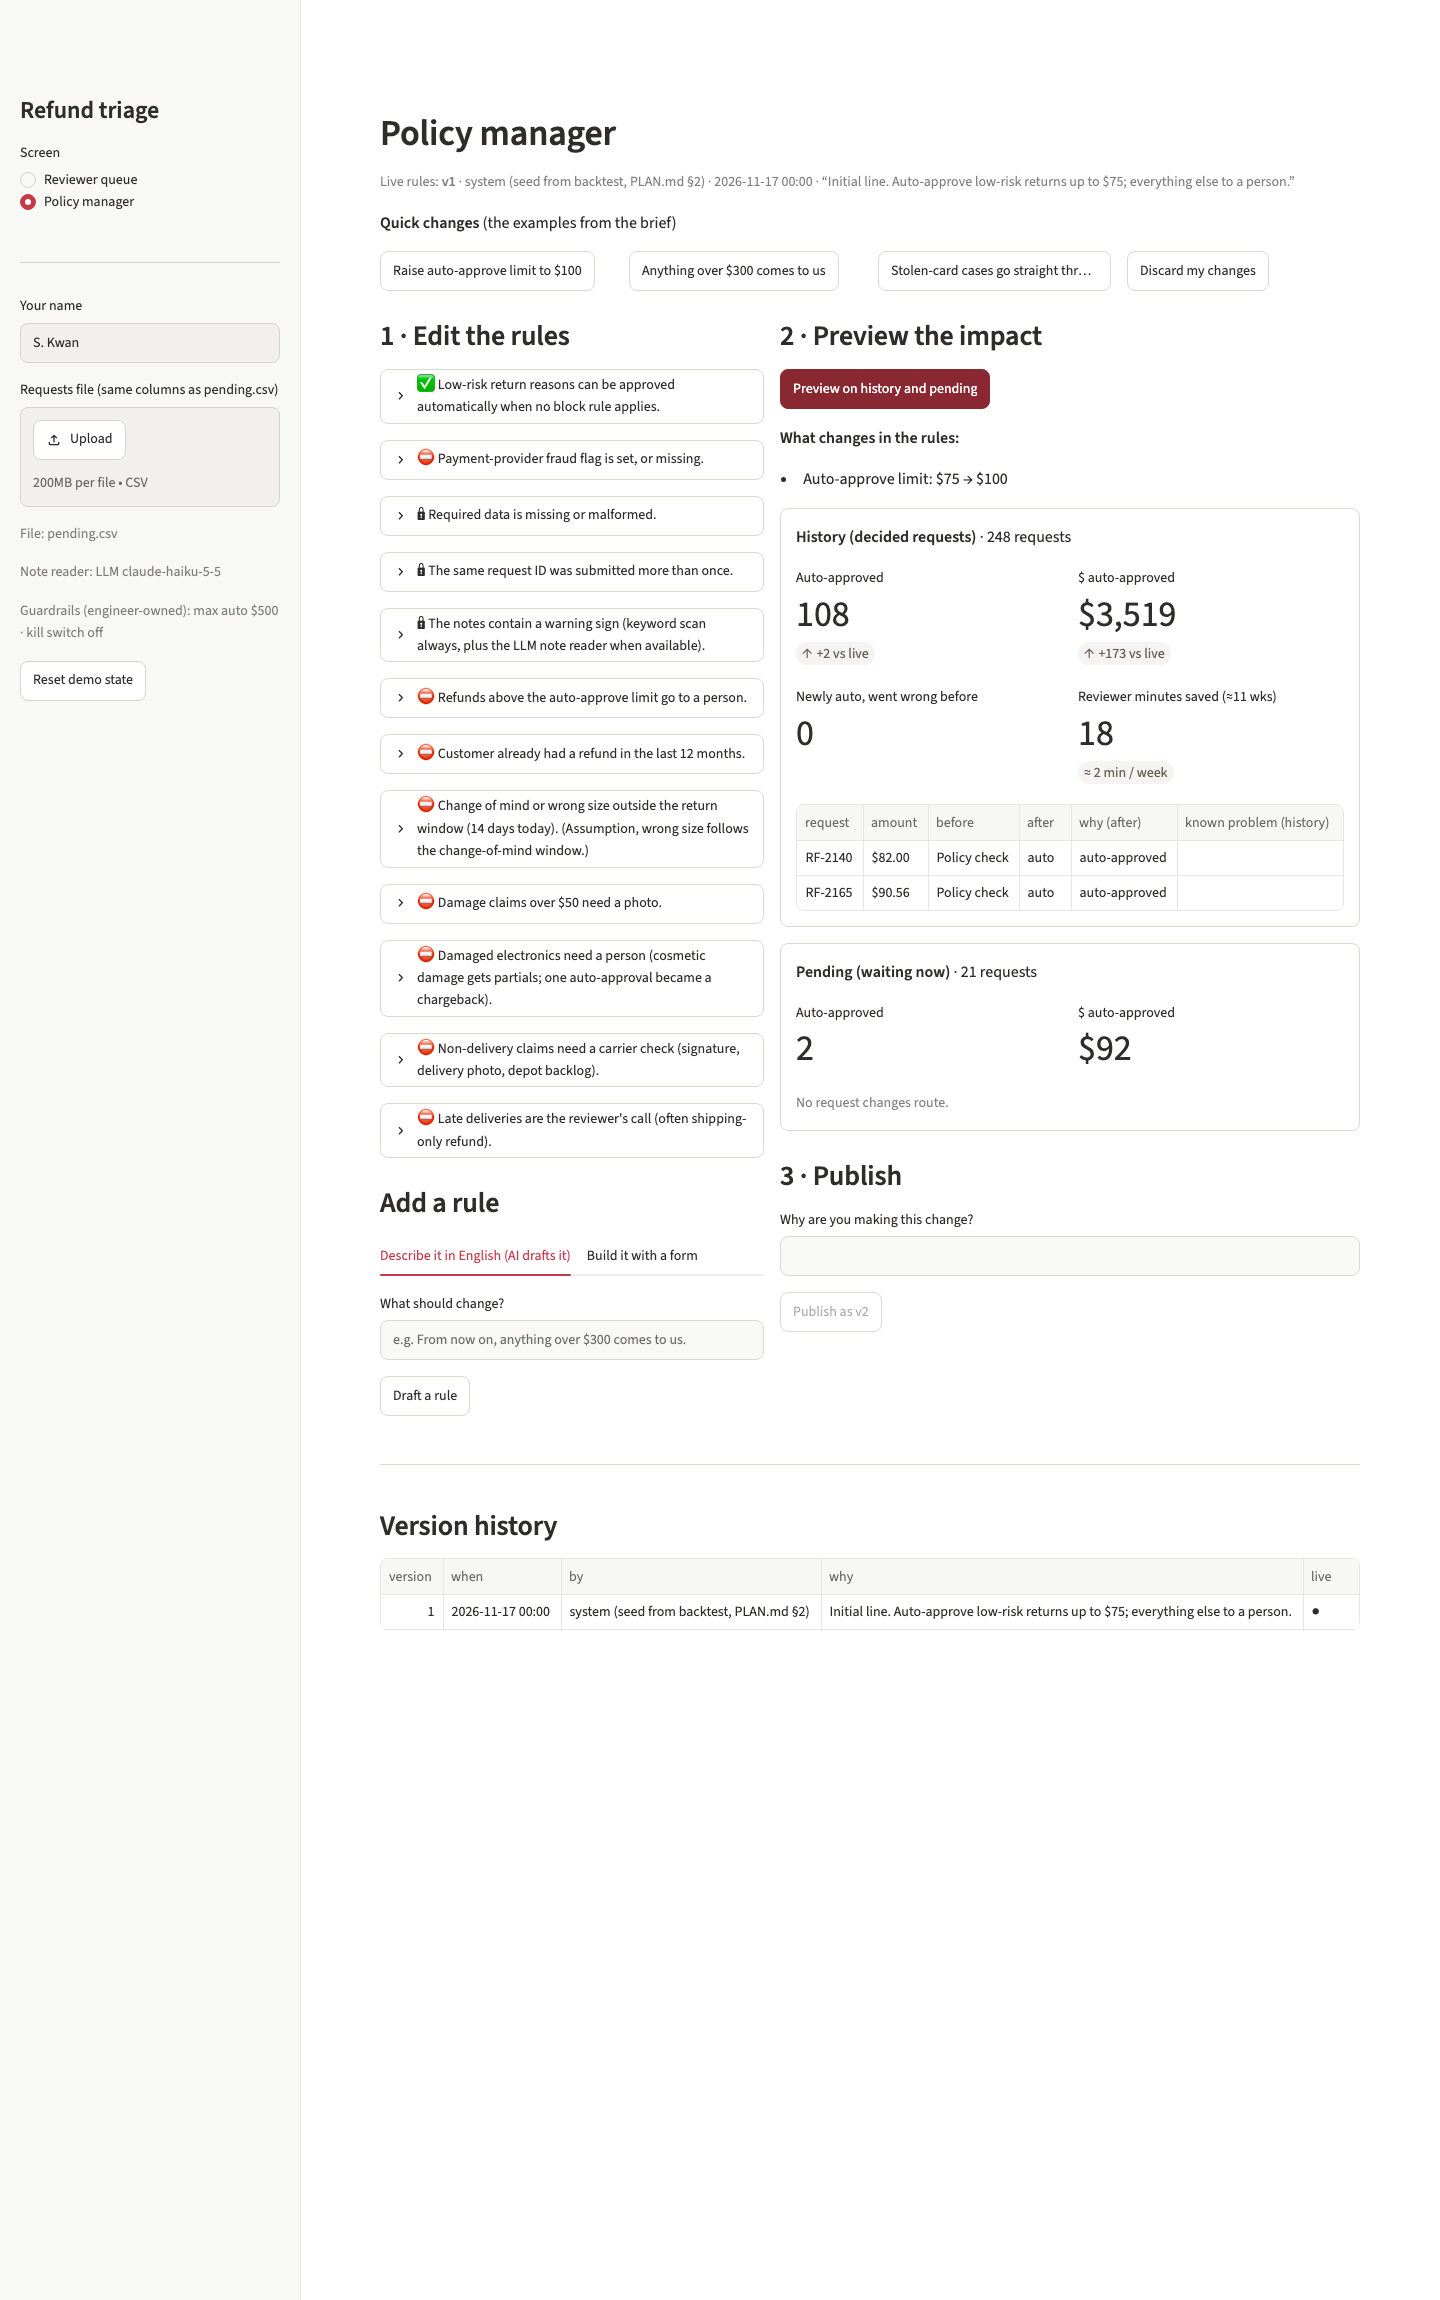 Refund triage
Screen
Reviewer queue
Policy manager
Your name
S. Kwan
Requests file (same columns as pending.csv)
Upload
200MB per file • CSV
File: pending.csv
Note reader: LLM claude-haiku-5-5
Guardrails (engineer-owned): max auto $500
· kill switch off
Reset demo state
Policy manager
Live rules: v1 · system (seed from backtest, PLAN.md §2) · 2026-11-17 00:00 · “Initial line. Auto-approve low-risk returns up to $75; everything else to a person.”
Quick changes (the examples from the brief)
Raise auto-approve limit to $100
Anything over $300 comes to us
Stolen-card cases go straight thr…
Discard my changes
1 · Edit the rules
✅ Low-risk return reasons can be approved
automatically when no block rule applies.
⛔ Payment-provider fraud flag is set, or missing.
🔒 Required data is missing or malformed.
🔒 The same request ID was submitted more than once.
🔒 The notes contain a warning sign (keyword scan
always, plus the LLM note reader when available).
⛔ Refunds above the auto-approve limit go to a person.
⛔ Customer already had a refund in the last 12 months.
⛔ Change of mind or wrong size outside the return
window (14 days today). (Assumption, wrong size follows
the change-of-mind window.)
⛔ Damage claims over $50 need a photo.
⛔ Damaged electronics need a person (cosmetic
damage gets partials; one auto-approval became a
chargeback).
⛔ Non-delivery claims need a carrier check (signature,
delivery photo, depot backlog).
⛔ Late deliveries are the reviewer's call (often shipping-
only refund).
Add a rule
Describe it in English (AI drafts it)
Build it with a form
What should change?
e.g. From now on, anything over $300 comes to us.
Draft a rule
2 · Preview the impact
Preview on history and pending
What changes in the rules:
• Auto-approve limit: $75 → $100
History (decided requests) · 248 requests
Auto-approved
108
↑ +2 vs live
$ auto-approved
$3,519
↑ +173 vs live
Newly auto, went wrong before
0
Reviewer minutes saved (≈11 wks)
18
≈ 2 min / week
request amount before after why (after) known problem (history)
RF-2140 $82.00 Policy check auto auto-approved
RF-2165 $90.56 Policy check auto auto-approved
Pending (waiting now) · 21 requests
Auto-approved
2
$ auto-approved
$92
No request changes route.
3 · Publish
Why are you making this change?
Publish as v2
Version history
version when by why live
1 2026-11-17 00:00 system (seed from backtest, PLAN.md §2) Initial line. Auto-approve low-risk returns up to $75; everything else to a person. ●